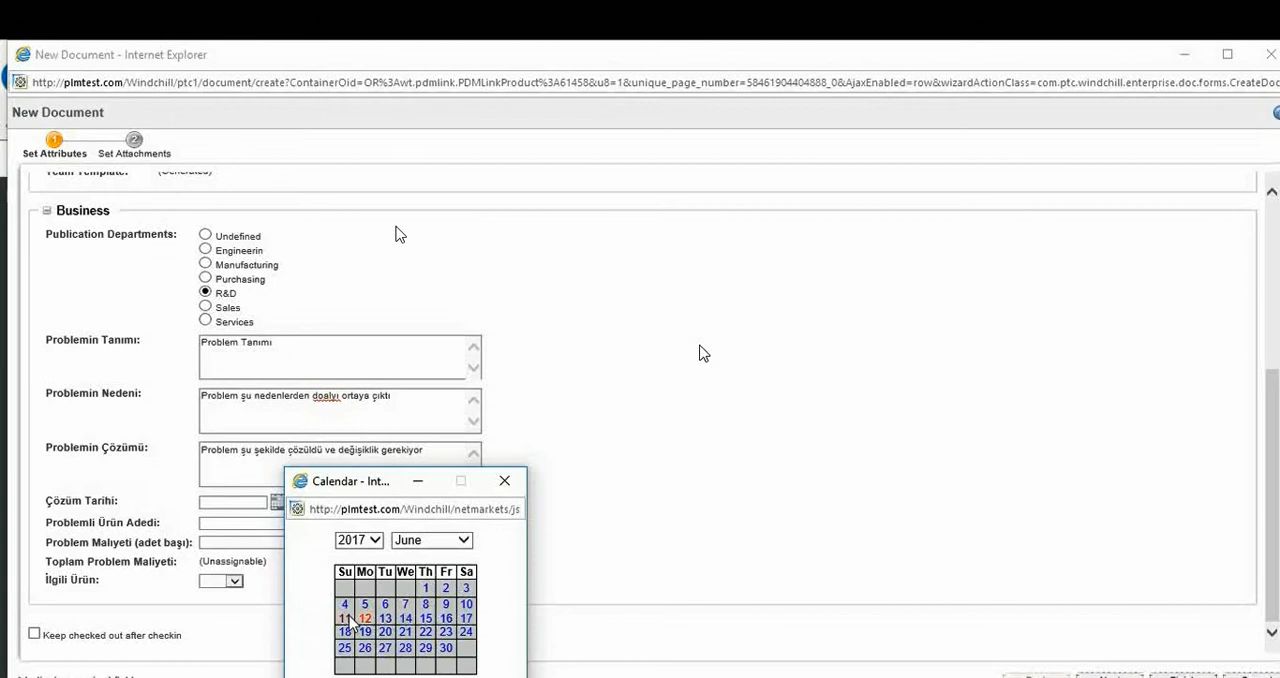 New Document - Internet Explorer
http://plmtest.com/Windchill/ptc1/document/create?ContainerOid=OR%3Awt.pdmlink.PDMLinkProduct%3A61458&u8=1&unique_page_number=58461904404888_0&AjaxEnabled=row&wizardActionClass=com.ptc.windchill.enterprise.doc.forms.CreateDoc
New Document
1 2
Set Attributes Set Attachments
Team Template: (Generated)
Business
Publication Departments: Undefined
Engineerin
Manufacturing
Purchasing
R&D
Sales
Services
Problemin Tanımı: Problem Tanımı
Problemin Nedeni: Problem şu nedenlerden doalyı ortaya çıktı
Problemin Çözümü: Problem şu şekilde çözüldü ve değişiklik gerekiyor
Çözüm Tarihi:
Problemli Ürün Adedi:
Problem Malıyeti (adet başı):
Toplam Problem Maliyeti: (Unassignable)
İlgili Ürün:
Keep checked out after checkin
Calendar - Int...
http://plmtest.com/Windchill/netmarkets/js
2017 June
Su Mo Tu We Th Fr Sa
1 2 3
4 5 6 7 8 9 10
11 12 13 14 15 16 17
18 19 20 21 22 23 24
25 26 27 28 29 30